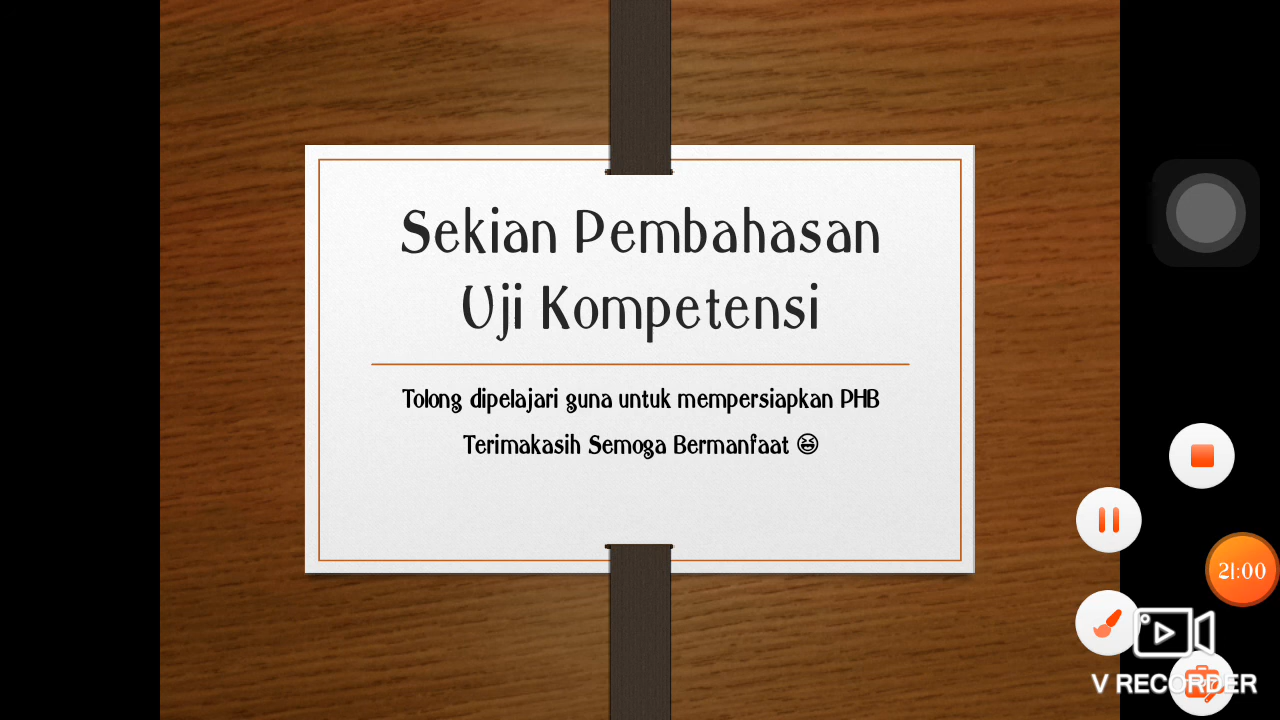 Sekian Pembahasan
Uji Kompetensi
Tolong dipelajari guna untuk mempersiapkan PHB
Terimakasih Semoga Bermanfaat 😆
21:00
V RECORDER